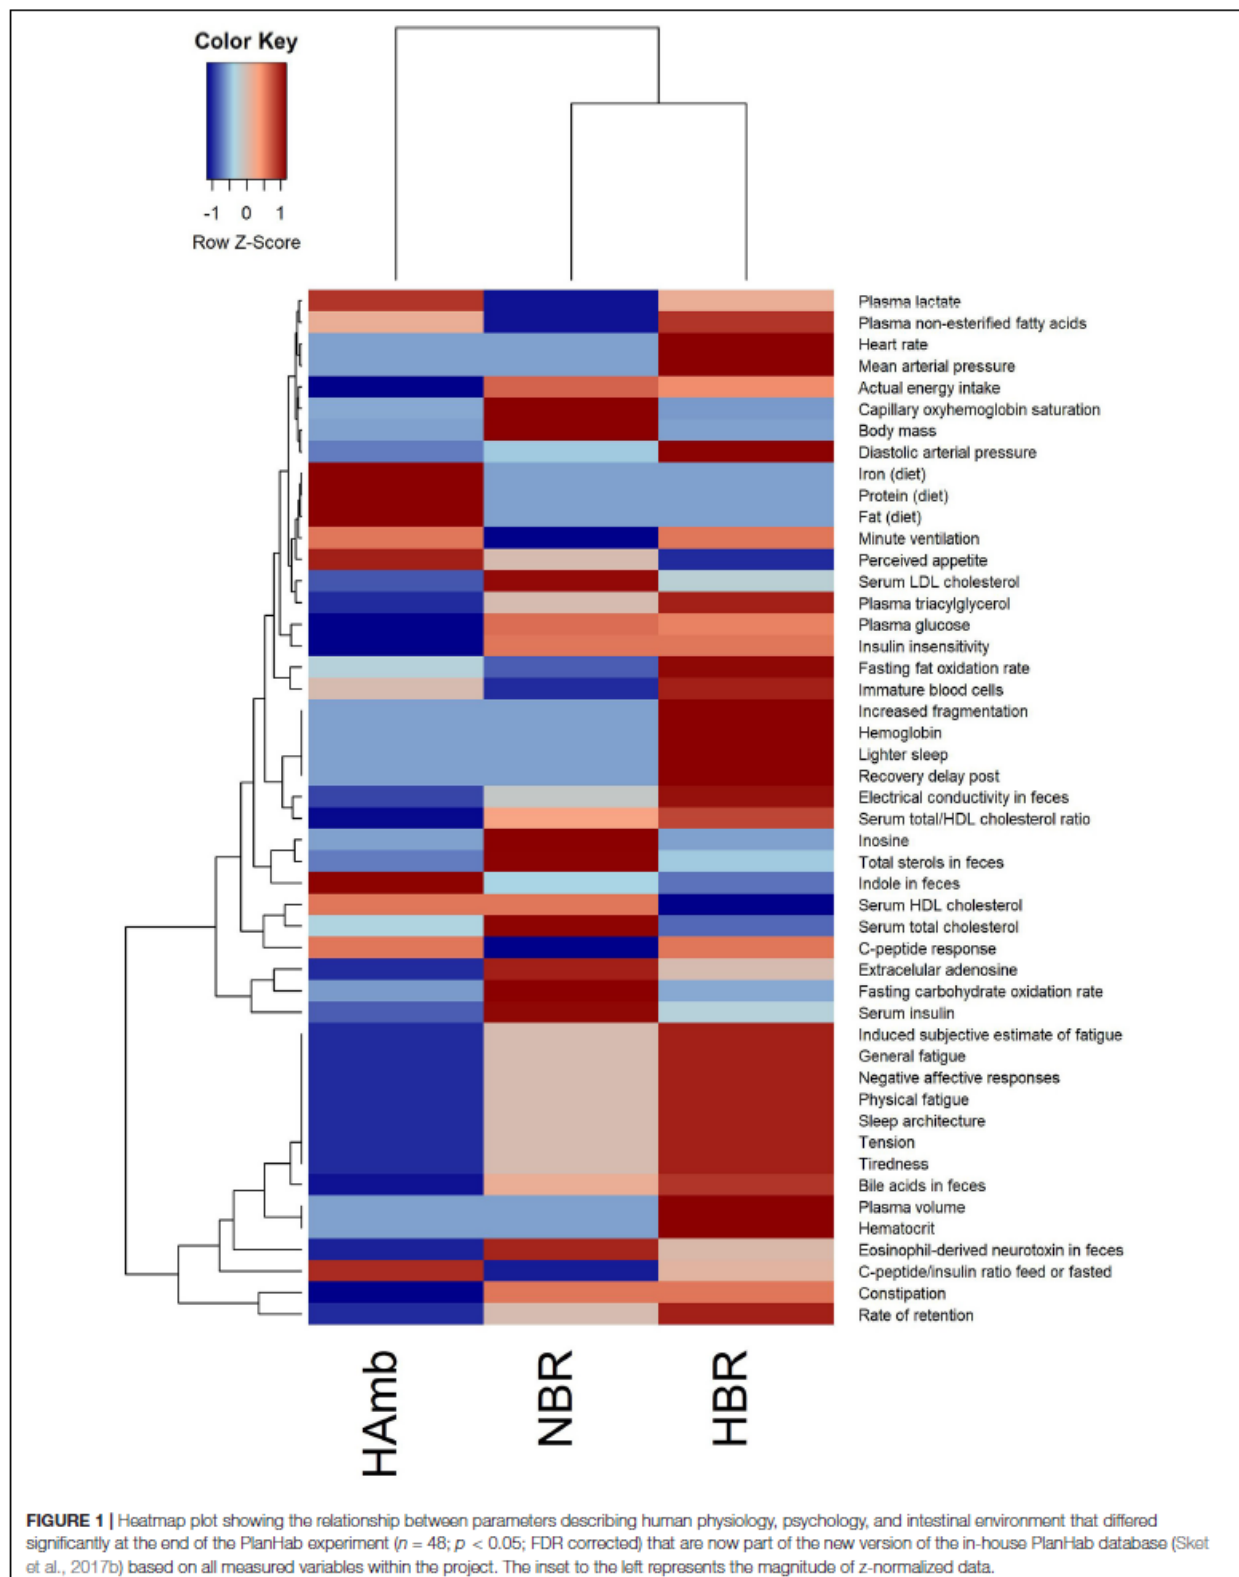 Color Key
-1 0 1
Row Z-Score
Plasma lactate
Plasma non-esterified fatty acids
Heart rate
Mean arterial pressure
Actual energy intake
Capillary oxyhemoglobin saturation
Body mass
Diastolic arterial pressure
Iron (diet)
Protein (diet)
Fat (diet)
Minute ventilation
Perceived appetite
Serum LDL cholesterol
Plasma triacylglycerol
Plasma glucose
Insulin insensitivity
Fasting fat oxidation rate
Immature blood cells
Increased fragmentation
Hemoglobin
Lighter sleep
Recovery delay post
Electrical conductivity in feces
Serum total/HDL cholesterol ratio
Inosine
Total sterols in feces
Indole in feces
Serum HDL cholesterol
Serum total cholesterol
C-peptide response
Extracelular adenosine
Fasting carbohydrate oxidation rate
Serum insulin
Induced subjective estimate of fatigue
General fatigue
Negative affective responses
Physical fatigue
Sleep architecture
Tension
Tiredness
Bile acids in feces
Plasma volume
Hematocrit
Eosinophil-derived neurotoxin in feces
C-peptide/insulin ratio feed or fasted
Constipation
Rate of retention
HAmb
NBR
HBR
FIGURE 1 | Heatmap plot showing the relationship between parameters describing human physiology, psychology, and intestinal environment that differed
significantly at the end of the PlanHab experiment (n = 48; p < 0.05; FDR corrected) that are now part of the new version of the in-house PlanHab database (Sket
et al., 2017b) based on all measured variables within the project. The inset to the left represents the magnitude of z-normalized data.